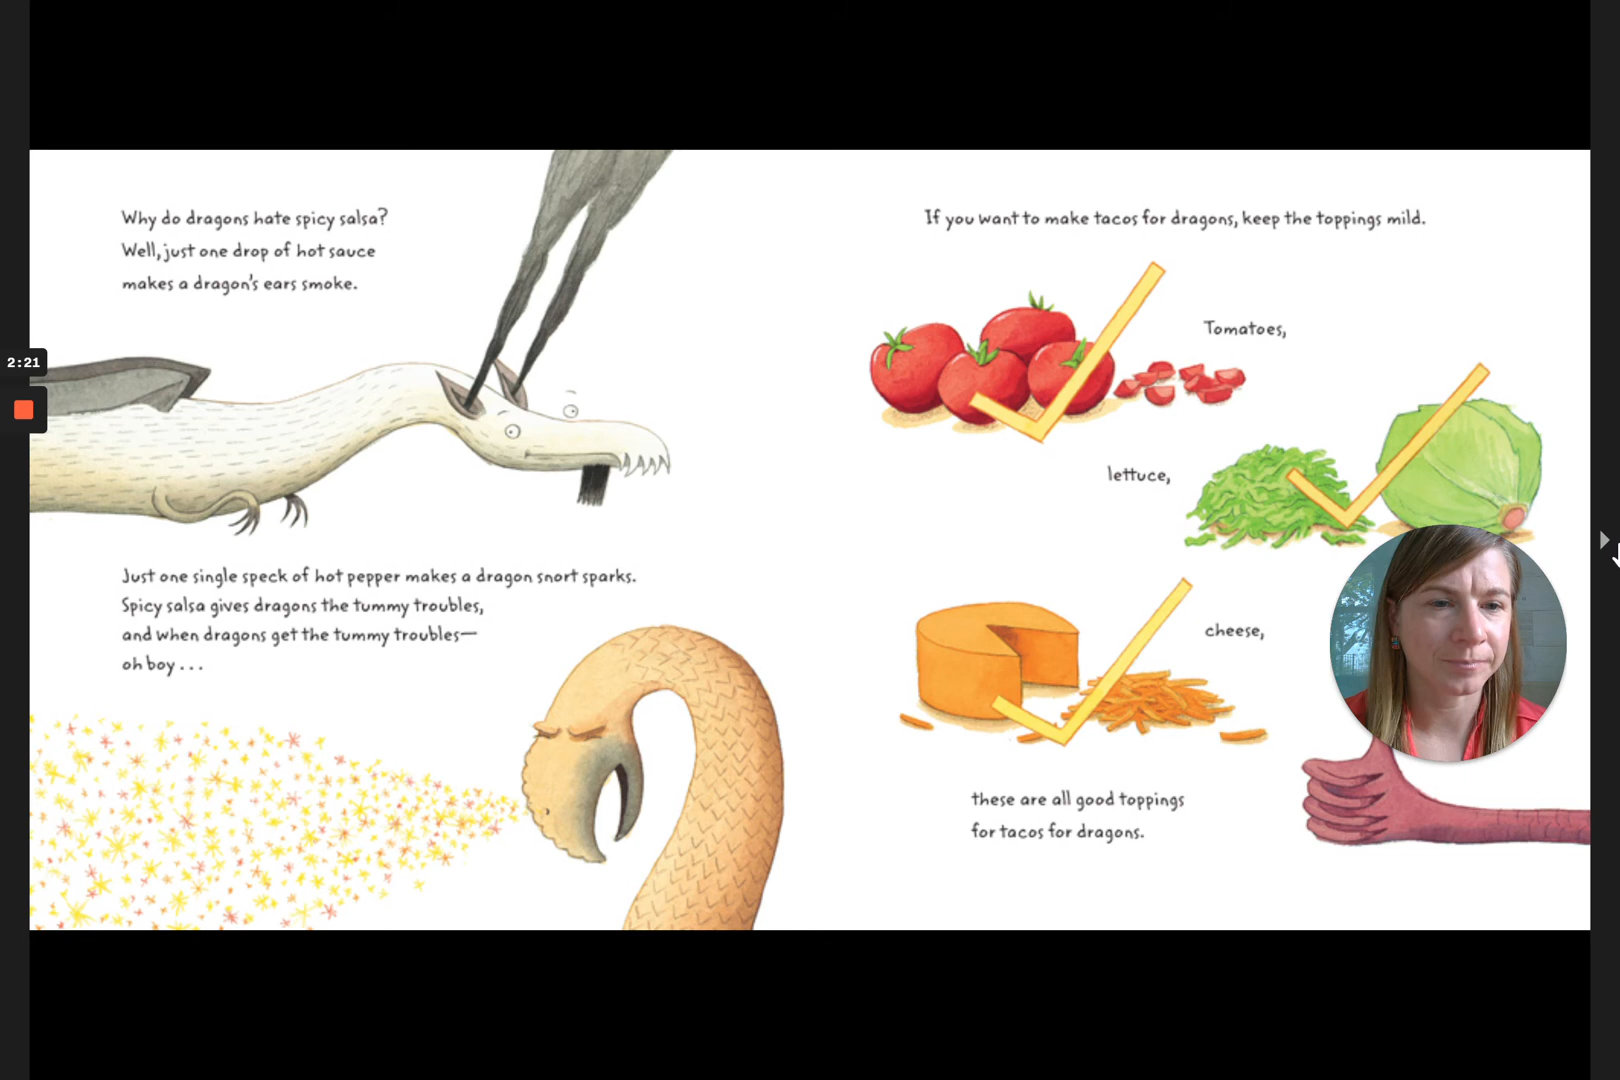 Why do dragons hate spicy salsa?
Well, just one drop of hot sauce
makes a dragon's ears smoke.
Just one single speck of hot pepper makes a dragon snort sparks.
Spicy salsa gives dragons the tummy troubles,
and when dragons get the tummy troubles—
oh boy . . .
If you want to make tacos for dragons, keep the toppings mild.
Tomatoes,
lettuce,
cheese,
these are all good toppings
for tacos for dragons.
2:21